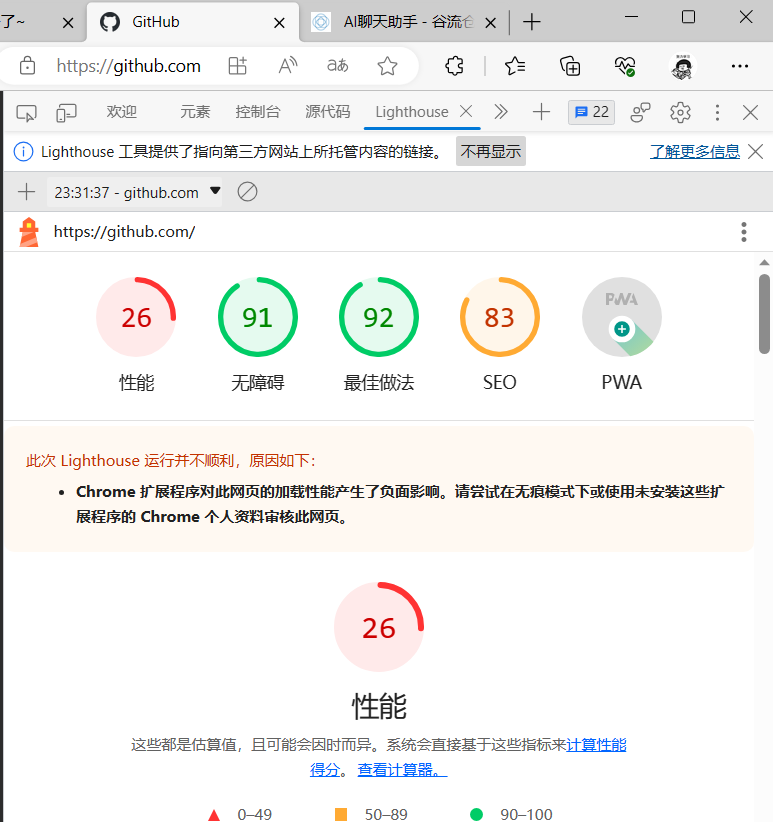 了~
GitHub
AI聊天助手 - 谷流仓
https://github.com
aあ
欢迎
元素
控制台
源代码
Lighthouse
22
Lighthouse 工具提供了指向第三方网站上所托管内容的链接。
不再显示
了解更多信息
23:31:37 - github.com
https://github.com/
26
91
92
83
PWA
性能
无障碍
最佳做法
SEO
PWA
此次 Lighthouse 运行并不顺利，原因如下：
Chrome 扩展程序对此网页的加载性能产生了负面影响。请尝试在无痕模式下或使用未安装这些扩
展程序的 Chrome 个人资料审核此网页。
26
性能
这些都是估算值，且可能会因时而异。系统会直接基于这些指标来计算性能
得分。 查看计算器。
0–49
50–89
90–100